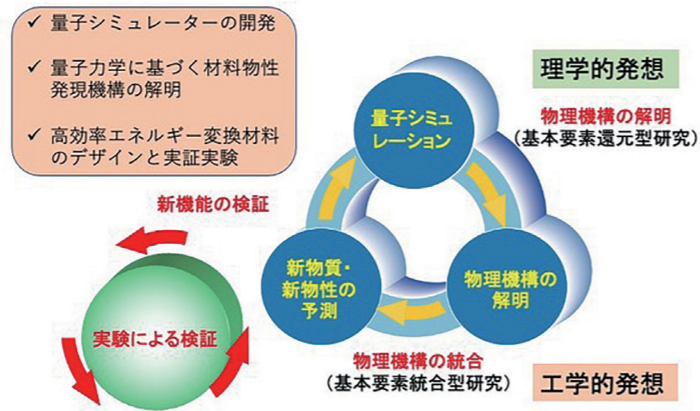 ✓ 量子シミュレーターの開発
✓ 量子力学に基づく材料物性
発現機構の解明
✓ 高効率エネルギー変換材料
のデザインと実証実験
理学的発想
量子シミュ
レーション
物理機構の解明
(基本要素還元型研究)
新機能の検証
新物質・
新物性の
予測
物理機構の
解明
実験による検証
物理機構の統合
(基本要素統合型研究)
工学的発想